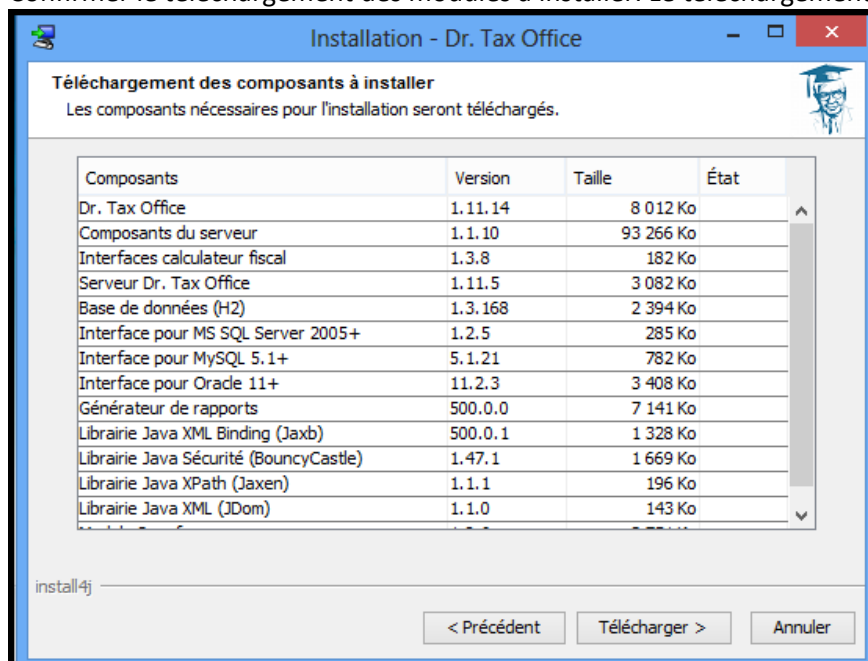 Installation - Dr. Tax Office
Téléchargement des composants à installer
Les composants nécessaires pour l'installation seront téléchargés.
Composants Version Taille État
Dr. Tax Office 1.11.14 8 012 Ko
Composants du serveur 1.1.10 93 266 Ko
Interfaces calculateur fiscal 1.3.8 182 Ko
Serveur Dr. Tax Office 1.11.5 3 082 Ko
Base de données (H2) 1.3.168 2 394 Ko
Interface pour MS SQL Server 2005+ 1.2.5 285 Ko
Interface pour MySQL 5.1+ 5.1.21 782 Ko
Interface pour Oracle 11+ 11.2.3 3 408 Ko
Générateur de rapports 500.0.0 7 141 Ko
Librairie Java XML Binding (Jaxb) 500.0.1 1 328 Ko
Librairie Java Sécurité (BouncyCastle) 1.47.1 1 669 Ko
Librairie Java XPath (Jaxen) 1.1.1 196 Ko
Librairie Java XML (JDom) 1.1.0 143 Ko
install4j
< Précédent Télécharger > Annuler